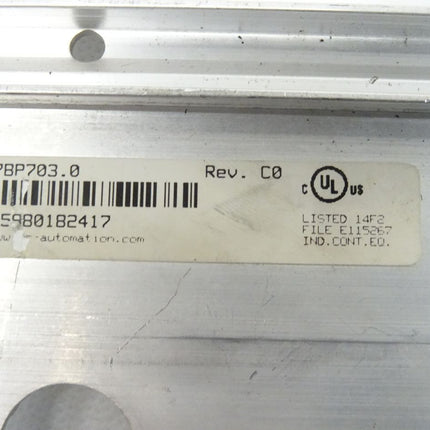 7BP703.0 Rev. C0
5980182417
-automation.com
C UL US
LISTED 14F2
FILE E115267
IND.CONT.EQ.